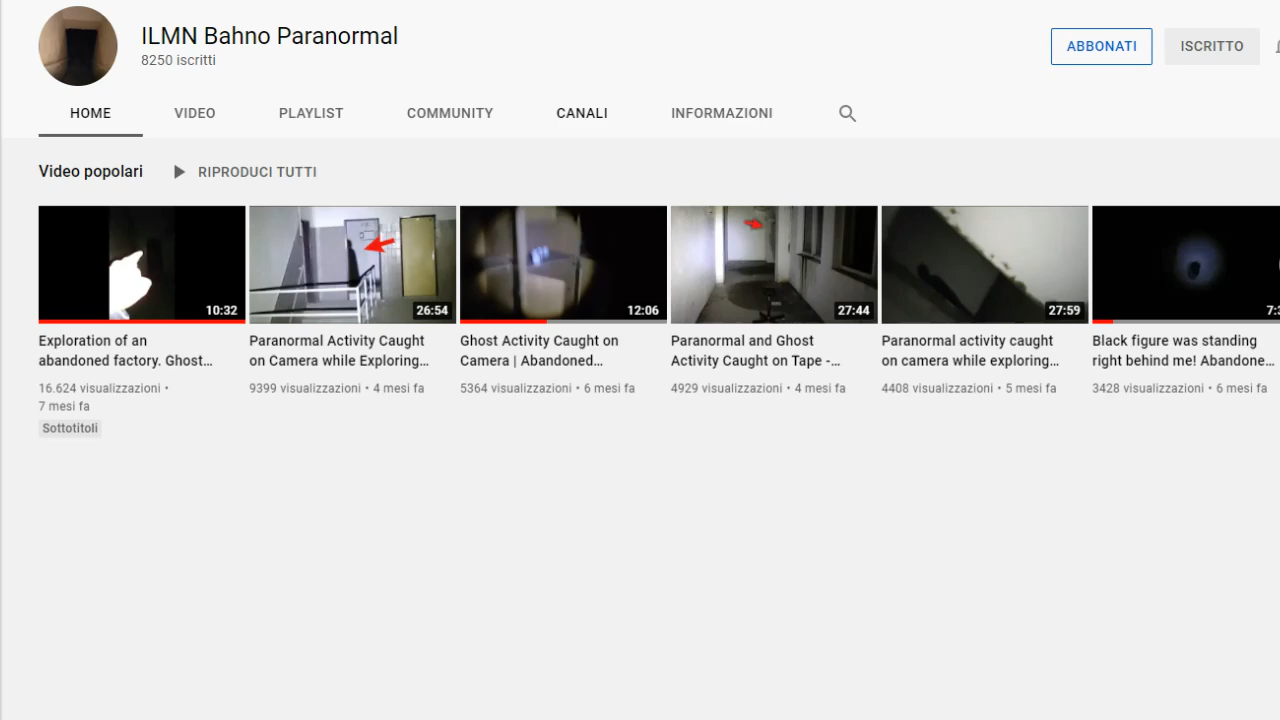 ILMN Bahno Paranormal
8250 iscritti
ABBONATI
ISCRITTO
HOME
VIDEO
PLAYLIST
COMMUNITY
CANALI
INFORMAZIONI
Video popolari
RIPRODUCI TUTTI
10:32
Exploration of an
abandoned factory. Ghost...
16.624 visualizzazioni •
7 mesi fa
Sottotitoli
26:54
Paranormal Activity Caught
on Camera while Exploring...
9399 visualizzazioni • 4 mesi fa
12:06
Ghost Activity Caught on
Camera | Abandoned...
5364 visualizzazioni • 6 mesi fa
27:44
Paranormal and Ghost
Activity Caught on Tape -...
4929 visualizzazioni • 4 mesi fa
27:59
Paranormal activity caught
on camera while exploring...
4408 visualizzazioni • 5 mesi fa
Black figure was standing
right behind me! Abandone...
3428 visualizzazioni • 6 mesi fa